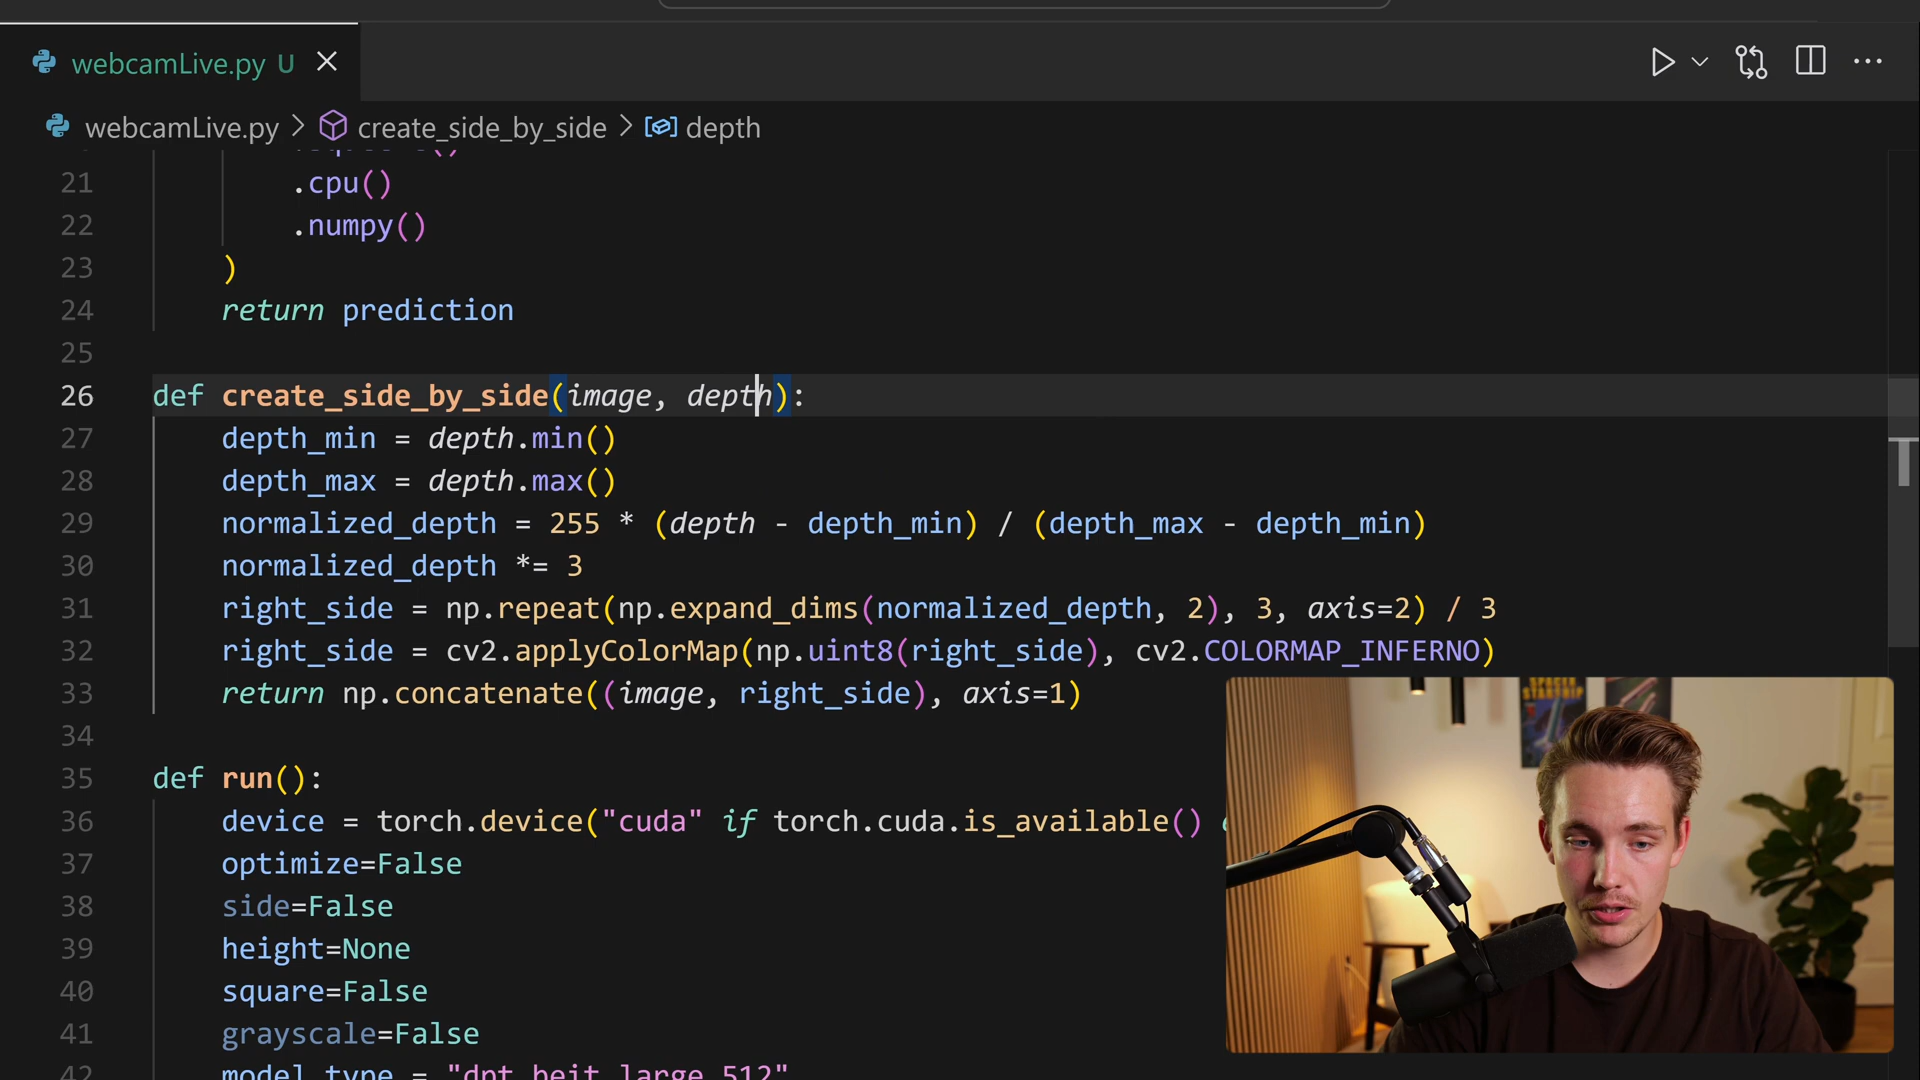 webcamLive.py U
webcamLive.py > create_side_by_side > depth
21 .cpu()
22 .numpy()
23 )
24 return prediction
25
26 def create_side_by_side(image, depth):
27 depth_min = depth.min()
28 depth_max = depth.max()
29 normalized_depth = 255 * (depth - depth_min) / (depth_max - depth_min)
30 normalized_depth *= 3
31 right_side = np.repeat(np.expand_dims(normalized_depth, 2), 3, axis=2) / 3
32 right_side = cv2.applyColorMap(np.uint8(right_side), cv2.COLORMAP_INFERNO)
33 return np.concatenate((image, right_side), axis=1)
34
35 def run():
36 device = torch.device("cuda" if torch.cuda.is_available() e
37 optimize=False
38 side=False
39 height=None
40 square=False
41 grayscale=False
42 model_type = "dpt_beit_large_512"